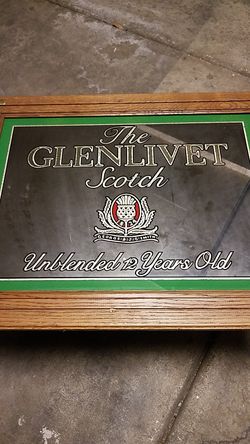 The
GLENLIVET
Scotch
Unblended 12 Years Old